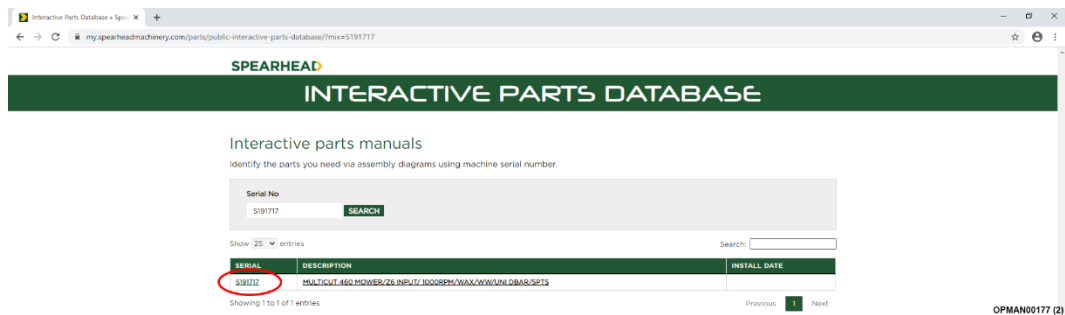 Interactive Parts Database • Spea
my.spearheadmachinery.com/parts/public-interactive-parts-database/?mix=S191717
SPEARHEAD
INTERACTIVE PARTS DATABASE
Interactive parts manuals
Identify the parts you need via assembly diagrams using machine serial number.
Serial No
S191717 SEARCH
Show 25 entries Search:
SERIAL DESCRIPTION INSTALL DATE
S191717 MULTICUT 460 MOWER/Z6 INPUT/ 1000RPM/WAX/WW/UNI DBAR/SPTS
Showing 1 to 1 of 1 entries Previous 1 Next
OPMAN00177 (2)